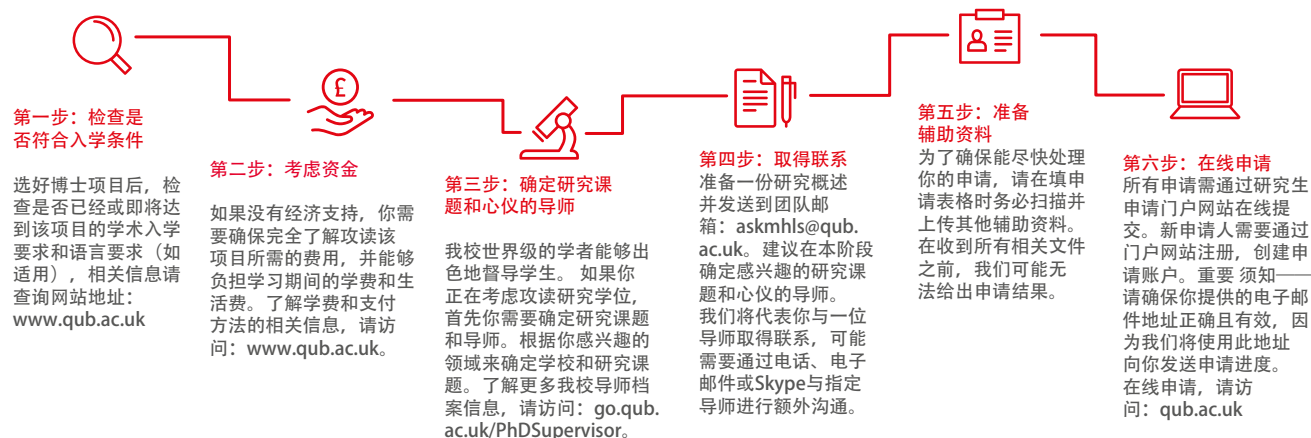 第一步：检查是
否符合入学条件
选好博士项目后，检
查是否已经或即将达
到该项目的学术入学
要求和语言要求（如
适用），相关信息请
查询网站地址：
www.qub.ac.uk
第二步：考虑资金
如果没有经济支持，你需
要确保完全了解攻读该
项目所需的费用，并能够
负担学习期间的学费和生
活费。了解学费和支付
方法的相关信息，请访
问：www.qub.ac.uk。
第三步：确定研究课
题和心仪的导师
我校世界级的学者能够出
色地督导学生。 如果你
正在考虑攻读研究学位，
首先你需要确定研究课题
和导师。根据你感兴趣的
领域来确定学校和研究课
题。了解更多我校导师档
案信息，请访问：go.qub.
ac.uk/PhDSupervisor。
第四步：取得联系
准备一份研究概述
并发送到团队邮
箱：askmhls@qub.
ac.uk。建议在本阶段
确定感兴趣的研究课
题和心仪的导师。
我们将代表你与一位
导师取得联系，可能
需要通过电话、电子
邮件或Skype与指定
导师进行额外沟通。
第五步：准备
辅助资料
为了确保能尽快处理
你的申请，请在填申
请表格时务必扫描并
上传其他辅助资料。
在收到所有相关文件
之前，我们可能无
法给出申请结果。
第六步：在线申请
所有申请需通过研究生
申请门户网站在线提
交。新申请人需要通过
门户网站注册，创建申
请账户。重要 须知——
请确保你提供的电子邮
件地址正确且有效，因
为我们将使用此地址
向你发送申请进度。
在线申请，请访
问：qub.ac.uk